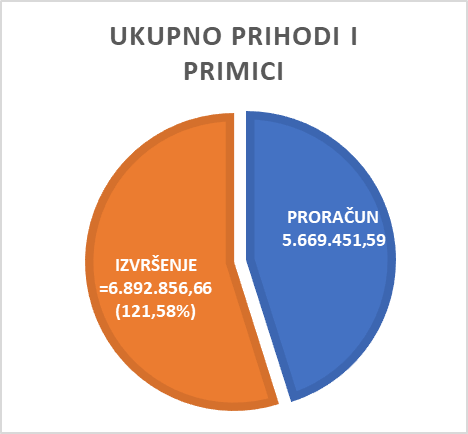 UKUPNO PRIHODI I
PRIMICI
PRORAČUN
5.669.451,59
IZVRŠENJE
=6.892.856,66
(121,58%)